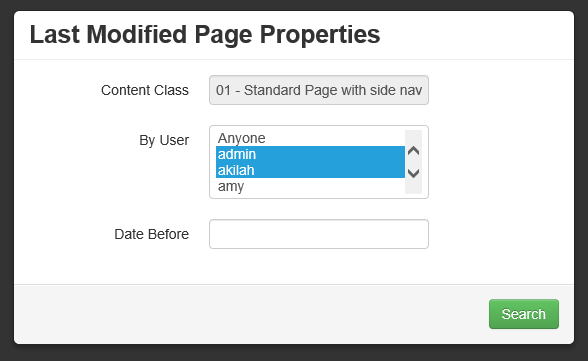 Last Modified Page Properties
Content Class
01 - Standard Page with side nav
By User
Anyone
admin
akilah
amy
Date Before
Search